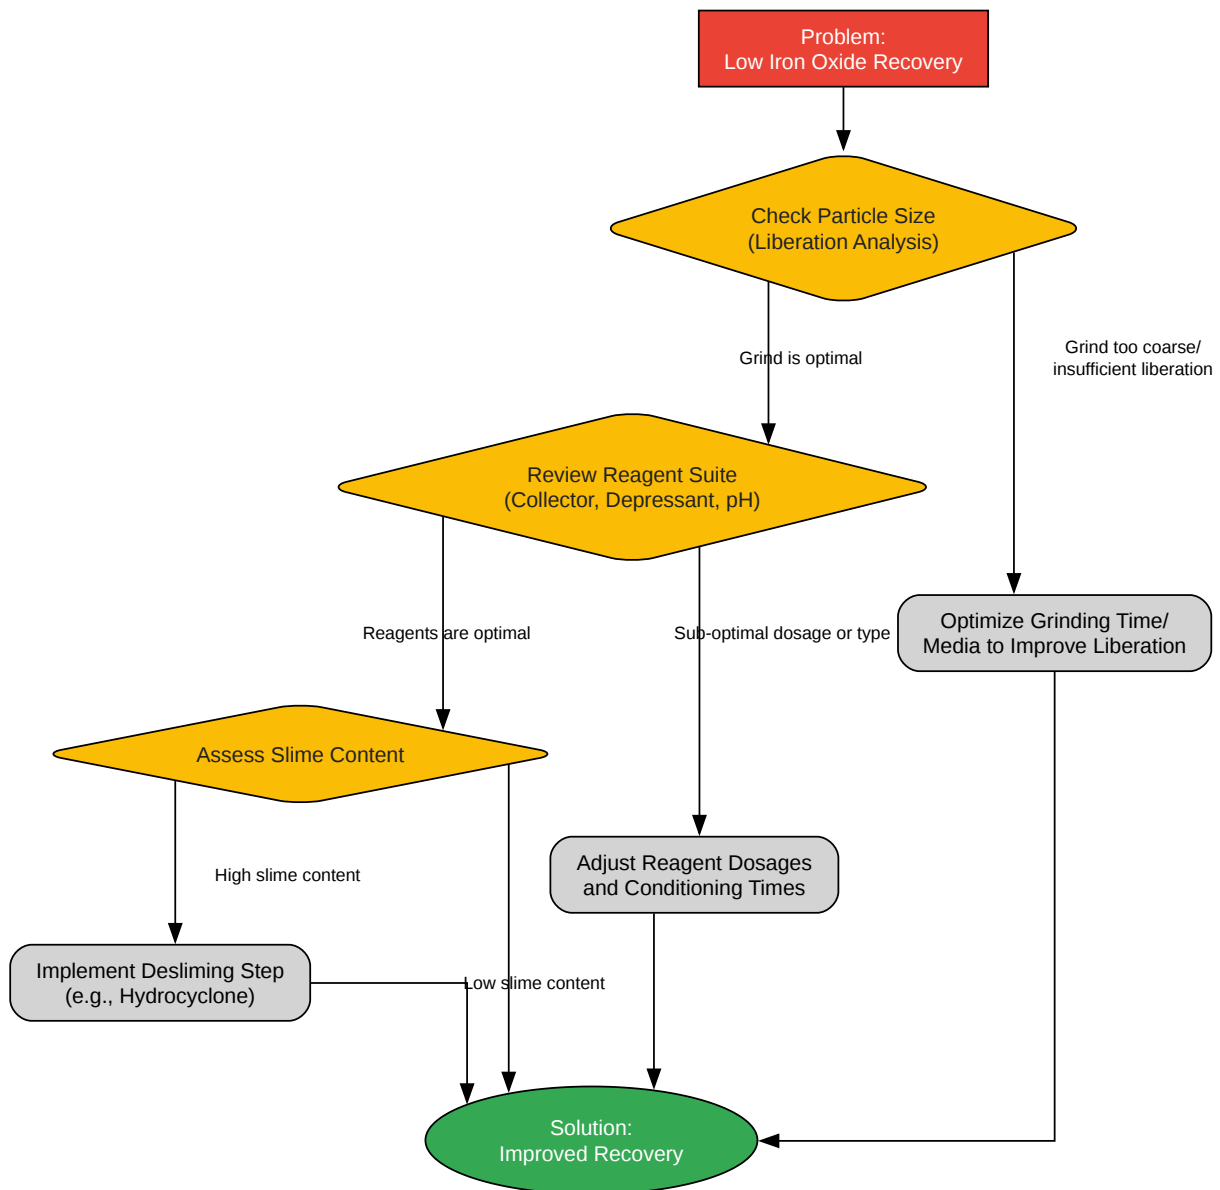 Problem:
Low Iron Oxide Recovery
Check Particle Size
(Liberation Analysis)
Grind is optimal
Grind too coarse/
insufficient liberation
Review Reagent Suite
(Collector, Depressant, pH)
Reagents are optimal
Sub-optimal dosage or type
Optimize Grinding Time/
Media to Improve Liberation
Assess Slime Content
High slime content
Adjust Reagent Dosages
and Conditioning Times
Implement Desliming Step
(e.g., Hydrocyclone)
Low slime content
Solution:
Improved Recovery